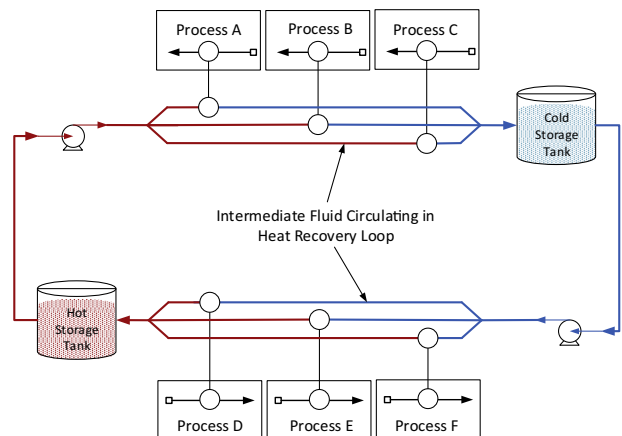 Process A
Process B
Process C
Cold
Storage
Tank
Intermediate Fluid Circulating in
Heat Recovery Loop
Hot
Storage
Tank
Process D
Process E
Process F